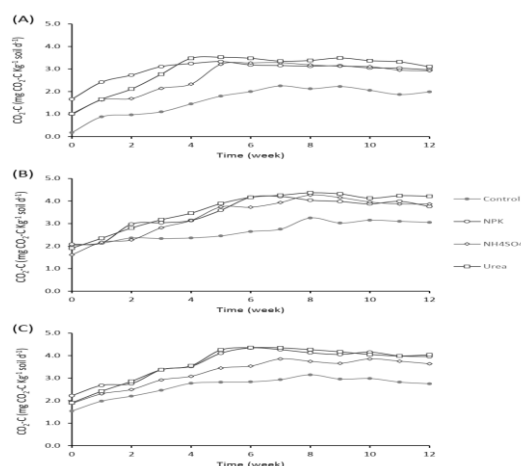 (A)
CO₂-C (mg CO₂-C Kg⁻¹ soil d⁻¹)
5.0
4.0
3.0
2.0
1.0
0.0
0 2 4 6 8 10 12
Time (week)
(B)
CO₂-C (mg CO₂-C Kg⁻¹ soil d⁻¹)
5.0
4.0
3.0
2.0
1.0
0.0
0 2 4 6 8 10 12
Time (week)
Control
NPK
NH4SO4
Urea
(C)
CO₂-C (mg CO₂-C Kg⁻¹ soil d⁻¹)
5.0
4.0
3.0
2.0
1.0
0.0
0 2 4 6 8 10 12
Time (week)